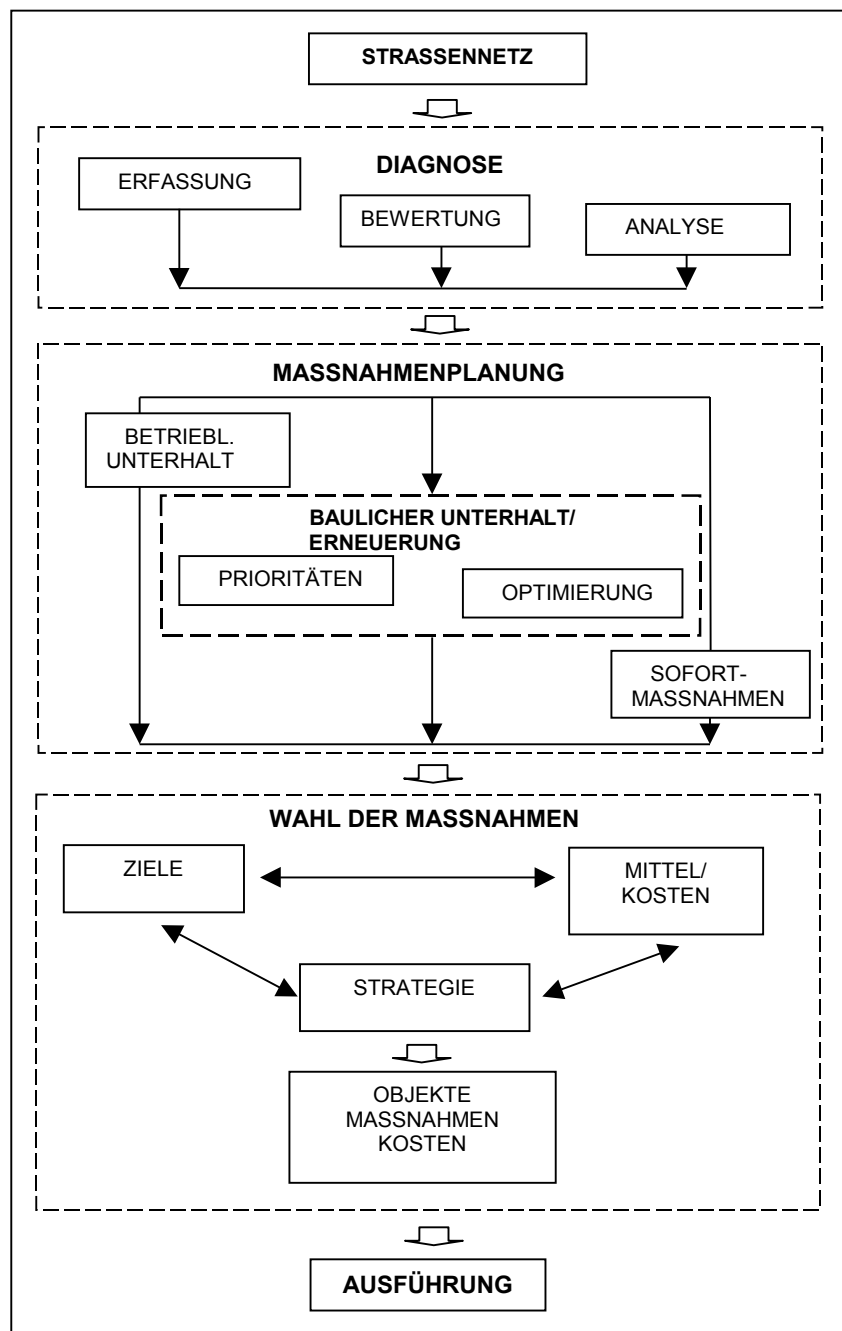 STRASSENNETZ
DIAGNOSE
ERFASSUNG
BEWERTUNG
ANALYSE
MASSNAHMENPLANUNG
BETRIEBL.
UNTERHALT
BAULICHER UNTERHALT/
ERNEUERUNG
PRIORITÄTEN
OPTIMIERUNG
SOFORT-
MASSNAHMEN
WAHL DER MASSNAHMEN
ZIELE
MITTEL/
KOSTEN
STRATEGIE
OBJEKTE
MASSNAHMEN
KOSTEN
AUSFÜHRUNG